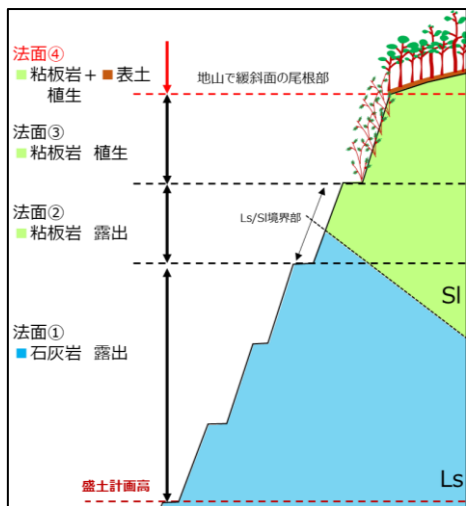 法面④
■粘板岩+■表土
植生
地山で緩斜面の尾根部
法面③
■粘板岩 植生
法面②
■粘板岩 露出
Ls/Sl境界部
Sl
法面①
■石灰岩 露出
盛土計画高
Ls